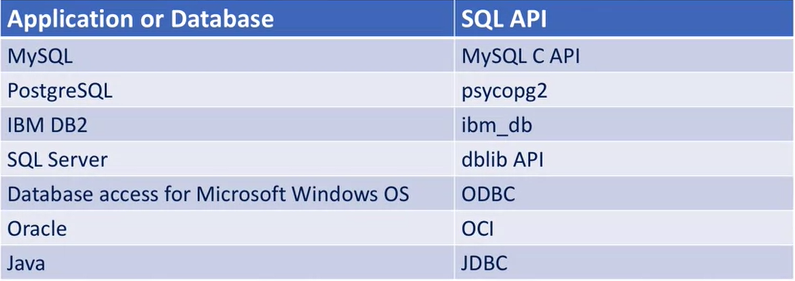 Application or Database SQL API
MySQL MySQL C API
PostgreSQL psycopg2
IBM DB2 ibm_db
SQL Server dblib API
Database access for Microsoft Windows OS ODBC
Oracle OCI
Java JDBC